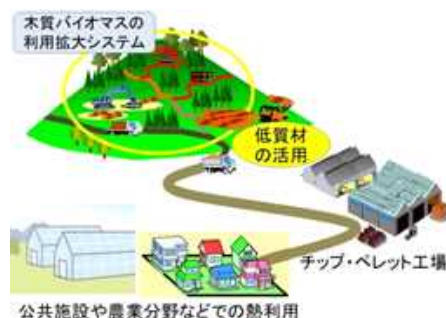 木質バイオマスの
利用拡大システム
低質材
の活用
チップ・ペレット工場
公共施設や農業分野などでの熱利用